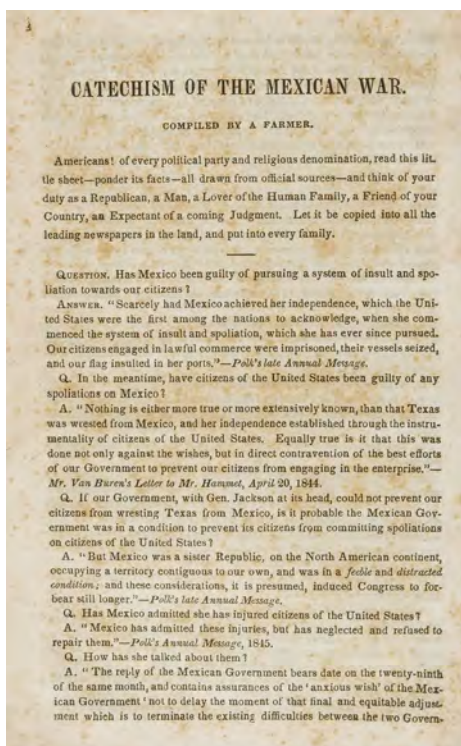 CATECHISM OF THE MEXICAN WAR.
COMPILED BY A FARMER.
Americans! of every political party and religious denomination, read this lit.
tle sheet—ponder its facts—all drawn from official sources—and think of your
duty as a Republican, a Man, a Lover of the Human Family, a Friend of your
Country, an Expectant of a coming Judgment. Let it be copied into all the
leading newspapers in the land, and put into every family.
QUESTION. Has Mexico been guilty of pursuing a system of insult and spo-
liation towards our citizens?
ANSWER. "Scarcely had Mexico achieved her independence, which the Uni-
ted States were the first among the nations to acknowledge, when she com-
menced the system of insult and spoliation, which she has ever since pursued.
Our citizens engaged in lawful commerce were imprisoned, their vessels seized,
and our flag insulted in her ports."—Polk's late Annual Message.
Q. In the meantime, have citizens of the United States been guilty of any
spoliations on Mexico?
A. "Nothing is either more true or more extensively known, than that Texas
was wrested from Mexico, and her independence established through the instru-
mentality of citizens of the United States. Equally true is it that this was
done not only against the wishes, but in direct contravention of the best efforts
of our Government to prevent our citizens from engaging in the enterprise."—
Mr. Van Buren's Letter to Mr. Hammet, April 20, 1844.
Q. If our Government, with Gen. Jackson at its head, could not prevent our
citizens from wresting Texas from Mexico, is it probable the Mexican Gov-
ernment was in a condition to prevent its citizens from committing spoliations
on citizens of the United States?
A. "But Mexico was a sister Republic, on the North American continent,
occupying a territory contiguous to our own, and was in a feeble and distracted
condition; and these considerations, it is presumed, induced Congress to for-
bear still longer."—Polk's late Annual Message.
Q. Has Mexico admitted she has injured citizens of the United States?
A. "Mexico has admitted these injuries, but has neglected and refused to
repair them."—Polk's Annual Message, 1845.
Q. How has she talked about them?
A. "The reply of the Mexican Government bears date on the twenty-ninth
of the same month, and contains assurances of the 'anxious wish' of the Mex-
ican Government 'not to delay the moment of that final and equitable adjust-
ment which is to terminate the existing difficulties between the two Govern-